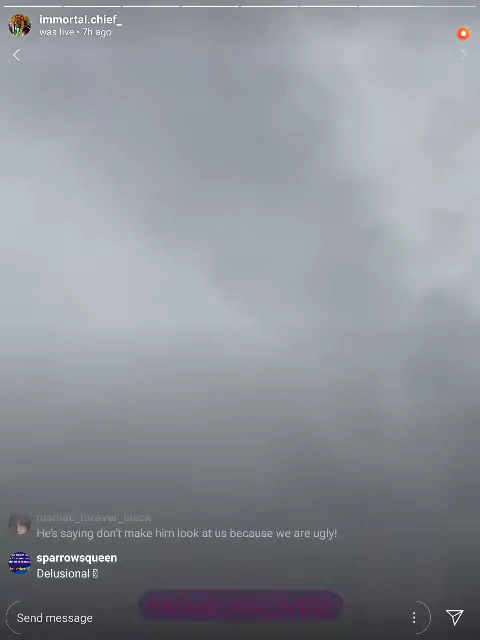 immortal.chief_
was live • 7h ago
He's saying don't make him look at us because we are ugly!
sparrowsqueen
Delusional
Send message